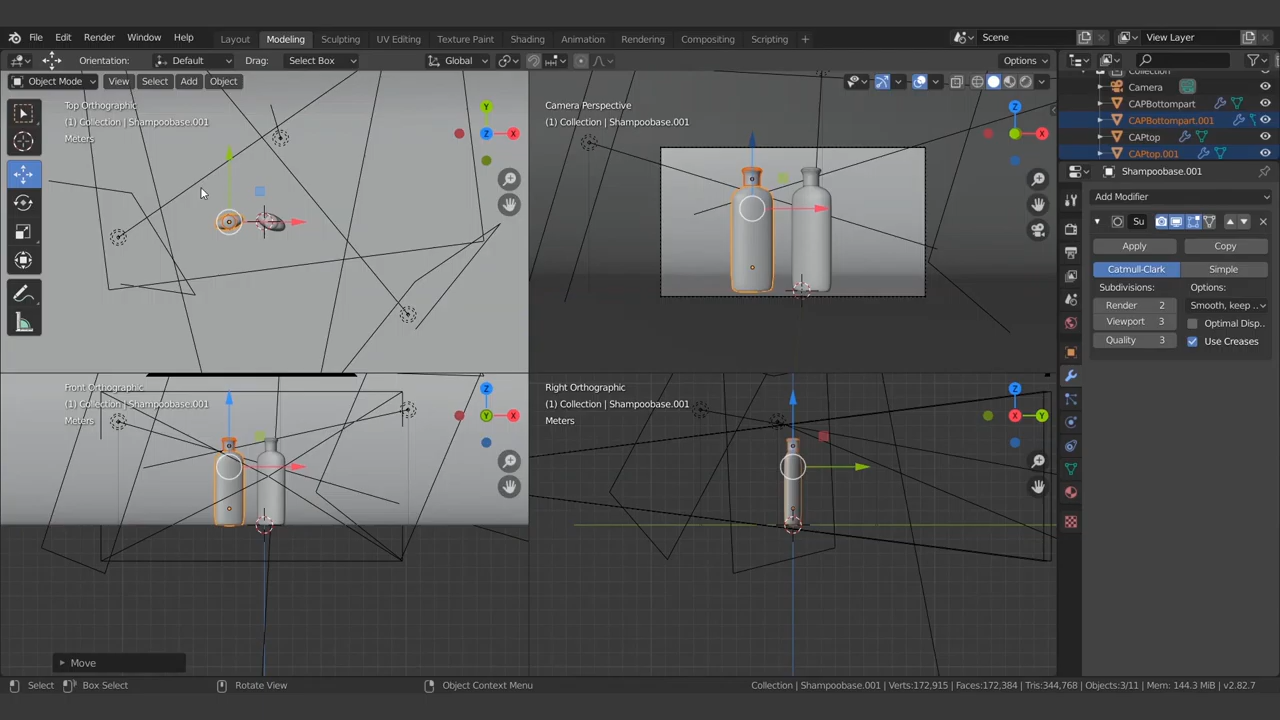 File Edit Render Window Help Layout Modeling Sculpting UV Editing Texture Paint Shading Animation Rendering Compositing Scripting + Scene View Layer
Orientation: Default Drag: Select Box Global Options
Object Mode View Select Add Object
Top Orthographic
(1) Collection | Shampoobase.001
Meters
Y
X
Z
Camera Perspective
(1) Collection | Shampoobase.001
Z
X
Front Orthographic
(1) Collection | Shampoobase.001
Meters
Z
X
Y
Right Orthographic
(1) Collection | Shampoobase.001
Meters
Z
X
Y
Camera
CAPBottompart
CAPBottompart.001
CAPtop
CAPtop.001
Shampoobase.001
Add Modifier
Su
Apply Copy
Catmull-Clark Simple
Subdivisions: Options:
Render 2 Smooth, keep ..
Viewport 3 Optimal Disp..
Quality 3 Use Creases
Move
Select Box Select Rotate View Object Context Menu Collection | Shampoobase.001 | Verts:172,915 | Faces:172,384 | Tris:344,768 | Objects:3/11 | Mem: 144.3 MiB | v2.82.7